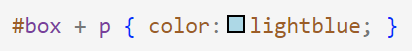 #box + p { color: lightblue; }